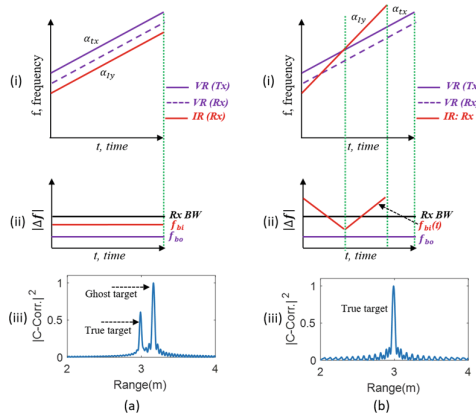 (i)
f, frequency
α_tx
α_Iy
VR (Tx)
VR (Rx)
IR (Rx)
t, time
(i)
f, frequency
α_tx
α_Iy
VR (Tx)
VR (Rx)
IR: Rx
t, time
(ii)
|Δf|
Rx BW
f_bi
f_bo
t, time
(ii)
|Δf|
Rx BW
f_bi(t)
f_bo
t, time
(iii)
|C-Corr.|²
1
0.5
0
Ghost target
True target
2
3
4
Range(m)
(a)
(iii)
|C-Corr.|²
1
0.5
0
True target
2
3
4
Range(m)
(b)